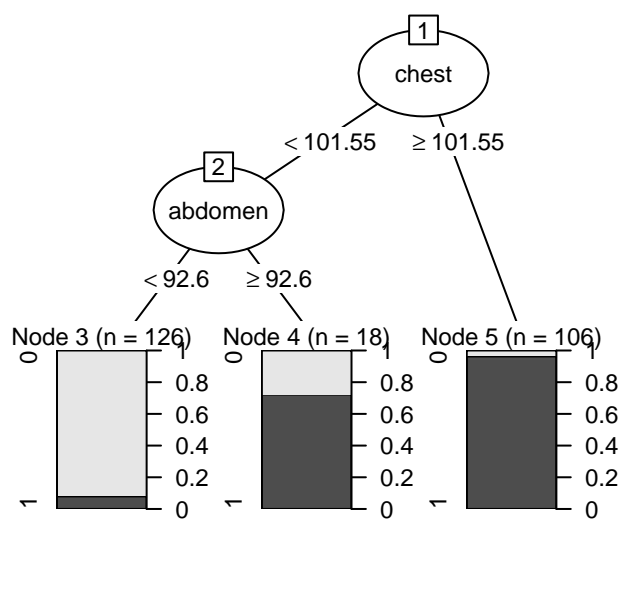 1
chest
< 101.55 ≥ 101.55
2
abdomen
< 92.6 ≥ 92.6
Node 3 (n = 126) Node 4 (n = 18) Node 5 (n = 106)
0 1 0 1 0 1
0.8 0.8 0.8
0.6 0.6 0.6
0.4 0.4 0.4
0.2 0.2 0.2
1 0 1 0 1 0